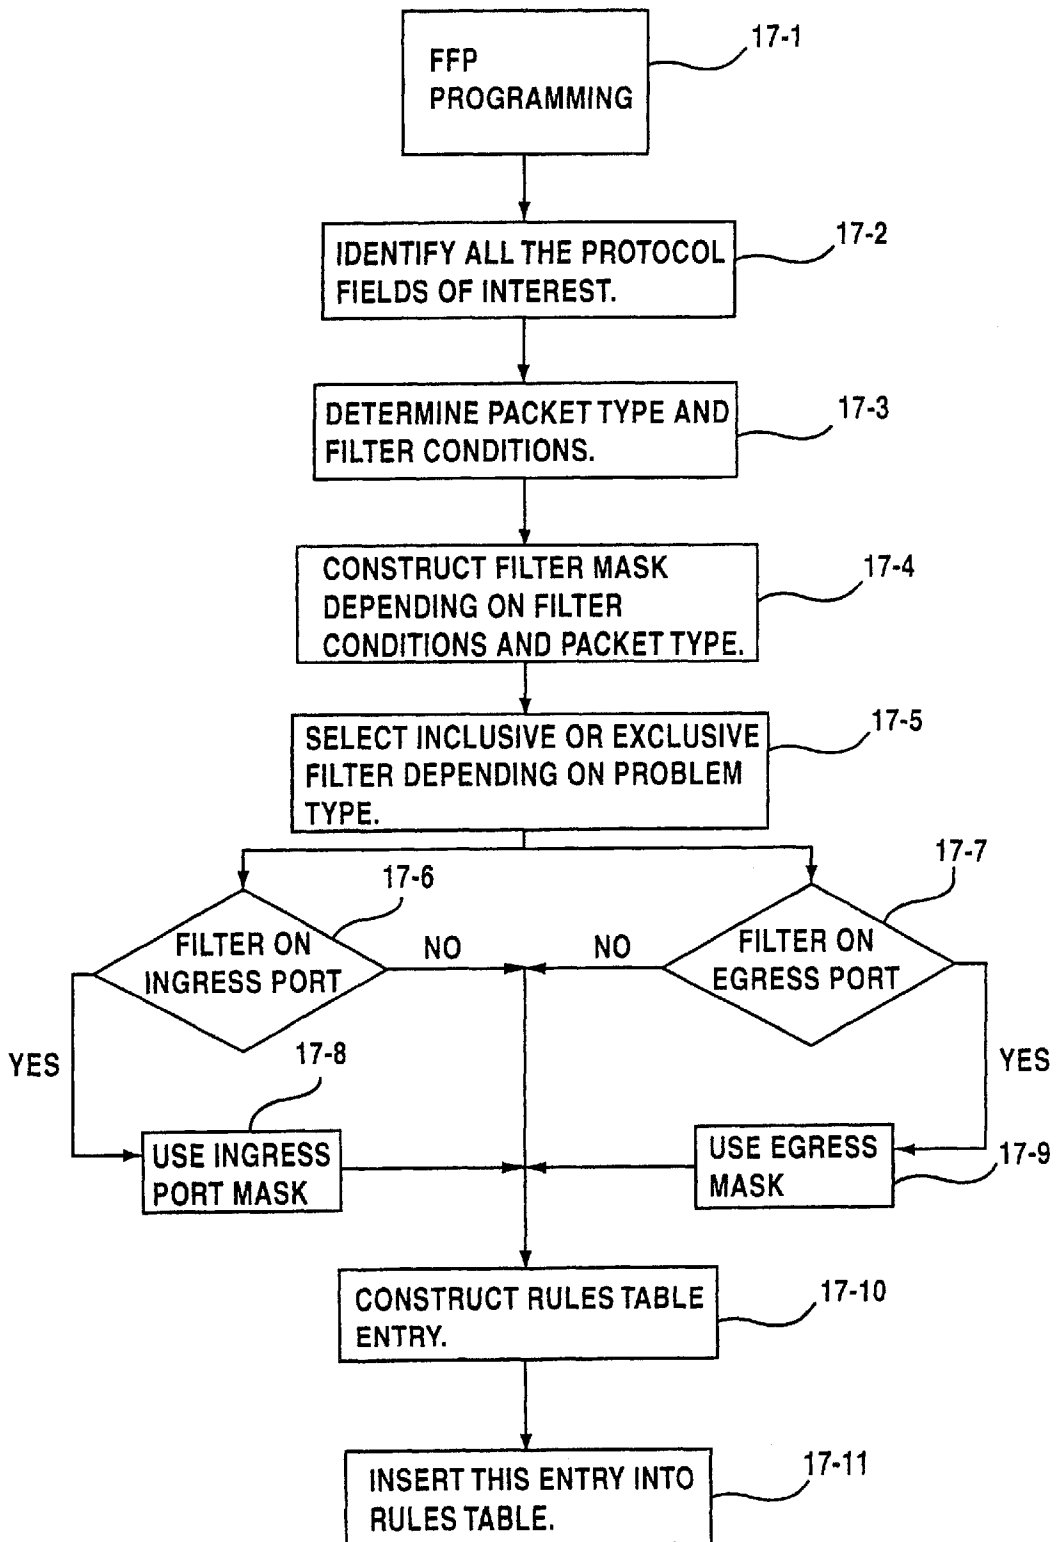 FFP
PROGRAMMING
17-1
IDENTIFY ALL THE PROTOCOL
FIELDS OF INTEREST.
17-2
DETERMINE PACKET TYPE AND
FILTER CONDITIONS.
17-3
CONSTRUCT FILTER MASK
DEPENDING ON FILTER
CONDITIONS AND PACKET TYPE.
17-4
SELECT INCLUSIVE OR EXCLUSIVE
FILTER DEPENDING ON PROBLEM
TYPE.
17-5
FILTER ON
INGRESS PORT
17-6
NO
YES
FILTER ON
EGRESS PORT
17-7
NO
YES
USE INGRESS
PORT MASK
17-8
USE EGRESS
MASK
17-9
CONSTRUCT RULES TABLE
ENTRY.
17-10
INSERT THIS ENTRY INTO
RULES TABLE.
17-11